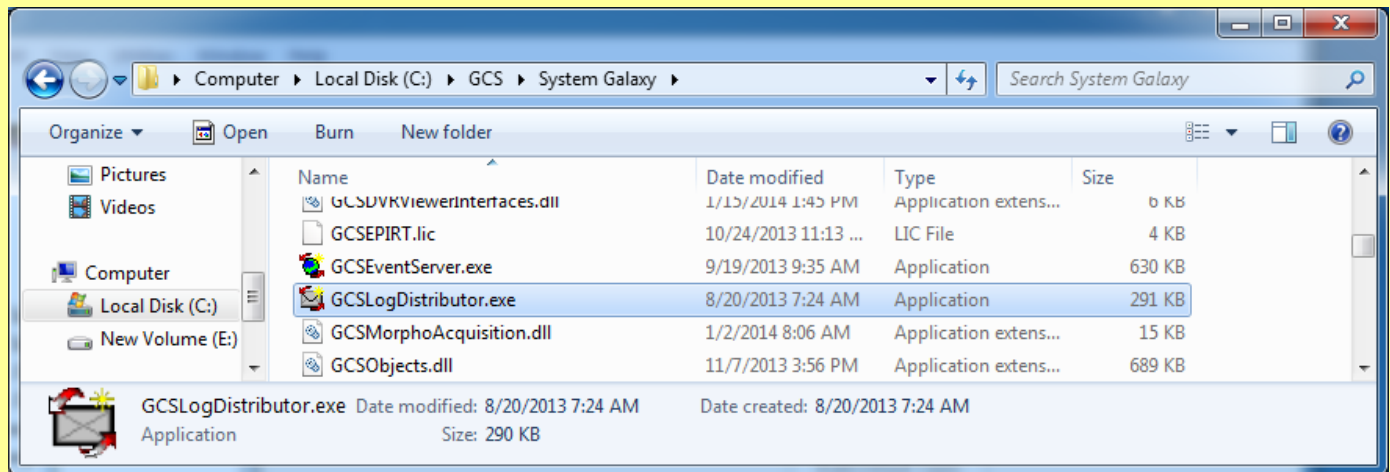 Computer ▸ Local Disk (C:) ▸ GCS ▸ System Galaxy ▸ Search System Galaxy
Organize Open Burn New folder
Pictures
Videos
Computer
Local Disk (C:)
New Volume (E:)
Name Date modified Type Size
GCSDVRViewerInterfaces.dll 1/15/2014 1:45 PM Application extens... 6 KB
GCSEPIRT.lic 10/24/2013 11:13 ... LIC File 4 KB
GCSEventServer.exe 9/19/2013 9:35 AM Application 630 KB
GCSLogDistributor.exe 8/20/2013 7:24 AM Application 291 KB
GCSMorphoAcquisition.dll 1/2/2014 8:06 AM Application extens... 15 KB
GCSObjects.dll 11/7/2013 3:56 PM Application extens... 689 KB
GCSLogDistributor.exe Date modified: 8/20/2013 7:24 AM Date created: 8/20/2013 7:24 AM
Application Size: 290 KB